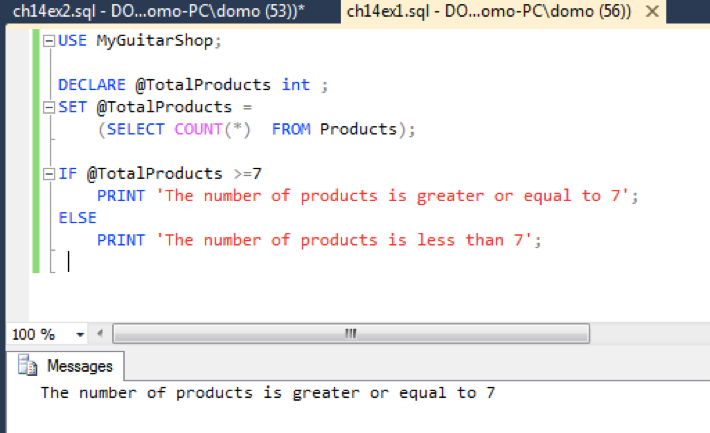 ch14ex2.sql - DO...omo-PC\domo (53))* ch14ex1.sql - DO...omo-PC\domo (56)) ✕
USE MyGuitarShop;
DECLARE @TotalProducts int ;
SET @TotalProducts =
(SELECT COUNT(*)  FROM Products);
IF @TotalProducts >=7
PRINT 'The number of products is greater or equal to 7';
ELSE
PRINT 'The number of products is less than 7';
100 %
Messages
The number of products is greater or equal to 7